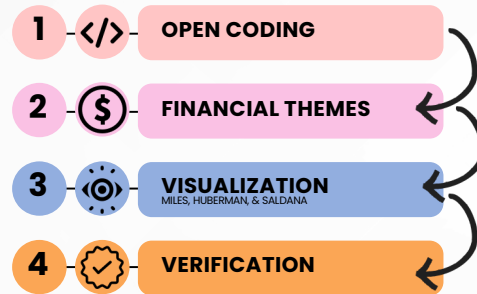 1 </> OPEN CODING
2 $ FINANCIAL THEMES
3 VISUALIZATION
MILES, HUBERMAN, & SALDANA
4 VERIFICATION